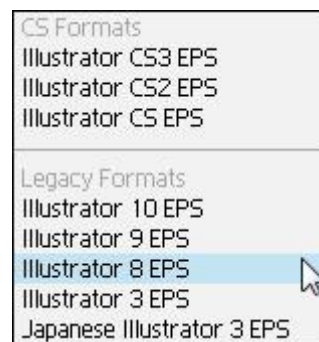 CS Formats
Illustrator CS3 EPS
Illustrator CS2 EPS
Illustrator CS EPS
Legacy Formats
Illustrator 10 EPS
Illustrator 9 EPS
Illustrator 8 EPS
Illustrator 3 EPS
Japanese Illustrator 3 EPS